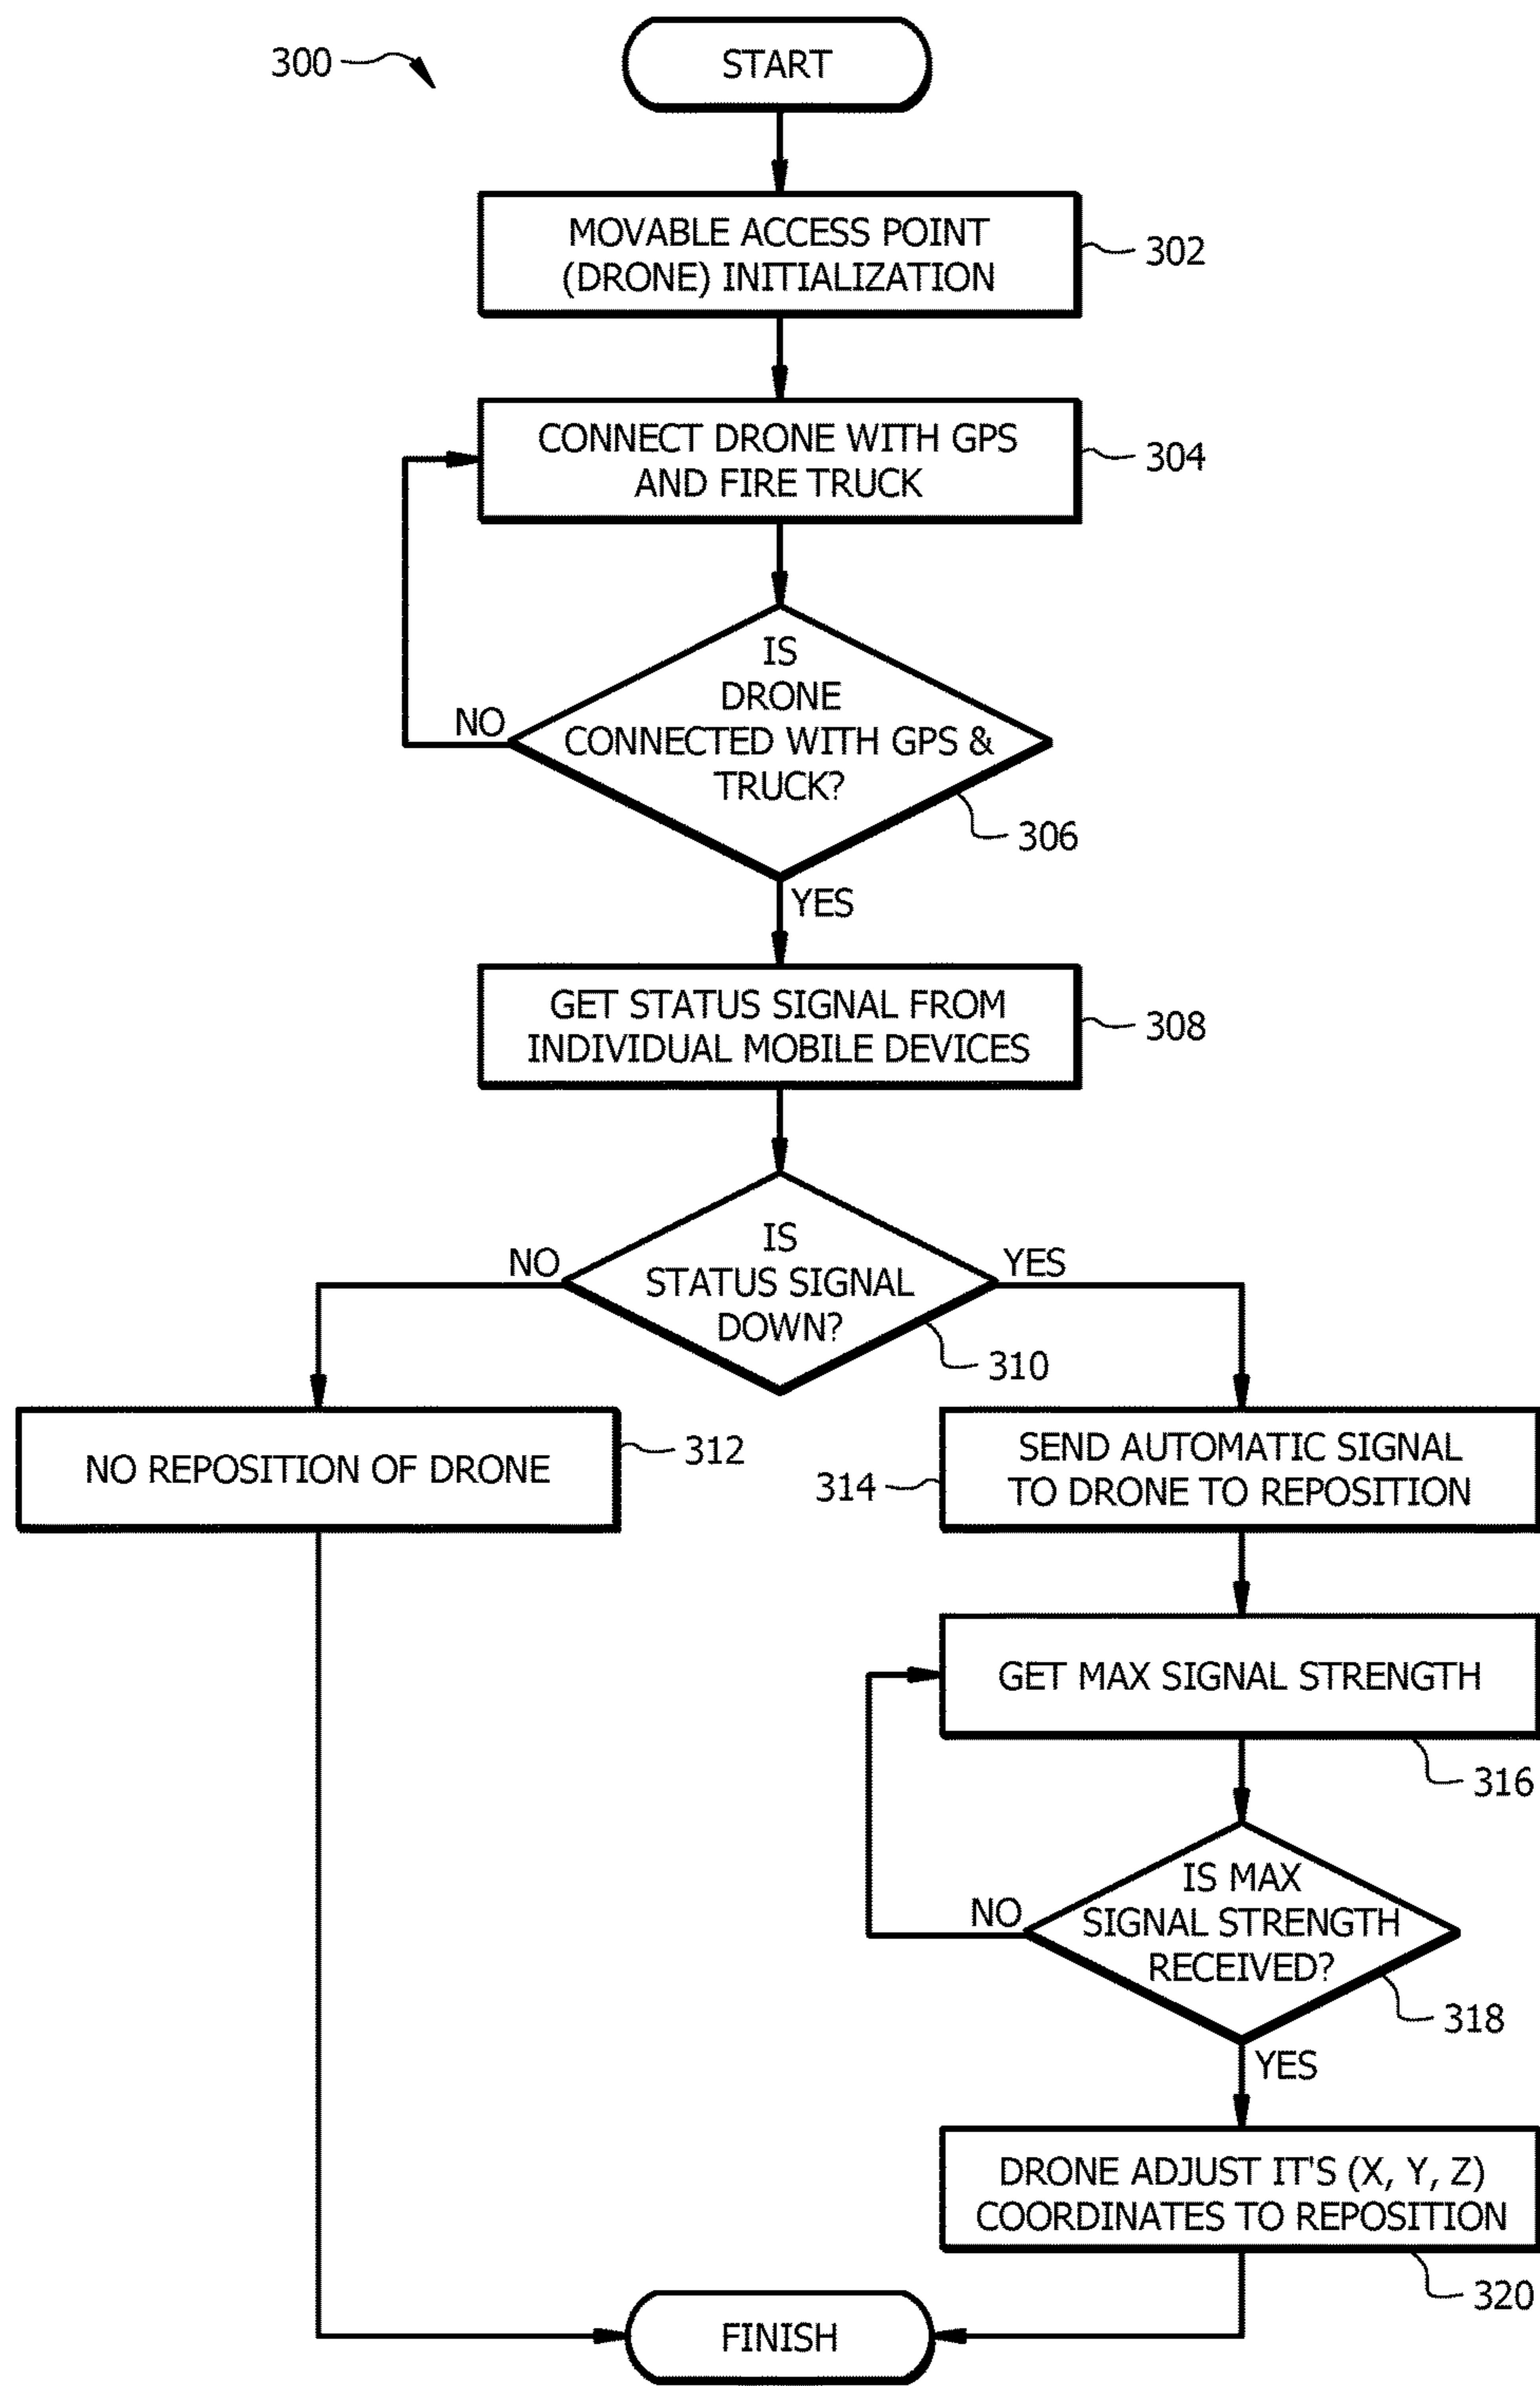 300
START
MOVABLE ACCESS POINT
(DRONE) INITIALIZATION
302
CONNECT DRONE WITH GPS
AND FIRE TRUCK
304
IS
DRONE
CONNECTED WITH GPS &
TRUCK?
NO
306
YES
GET STATUS SIGNAL FROM
INDIVIDUAL MOBILE DEVICES
308
IS
STATUS SIGNAL
DOWN?
NO
YES
310
NO REPOSITION OF DRONE
312
SEND AUTOMATIC SIGNAL
TO DRONE TO REPOSITION
314
GET MAX SIGNAL STRENGTH
316
IS MAX
SIGNAL STRENGTH
RECEIVED?
NO
318
YES
DRONE ADJUST IT'S (X, Y, Z)
COORDINATES TO REPOSITION
320
FINISH